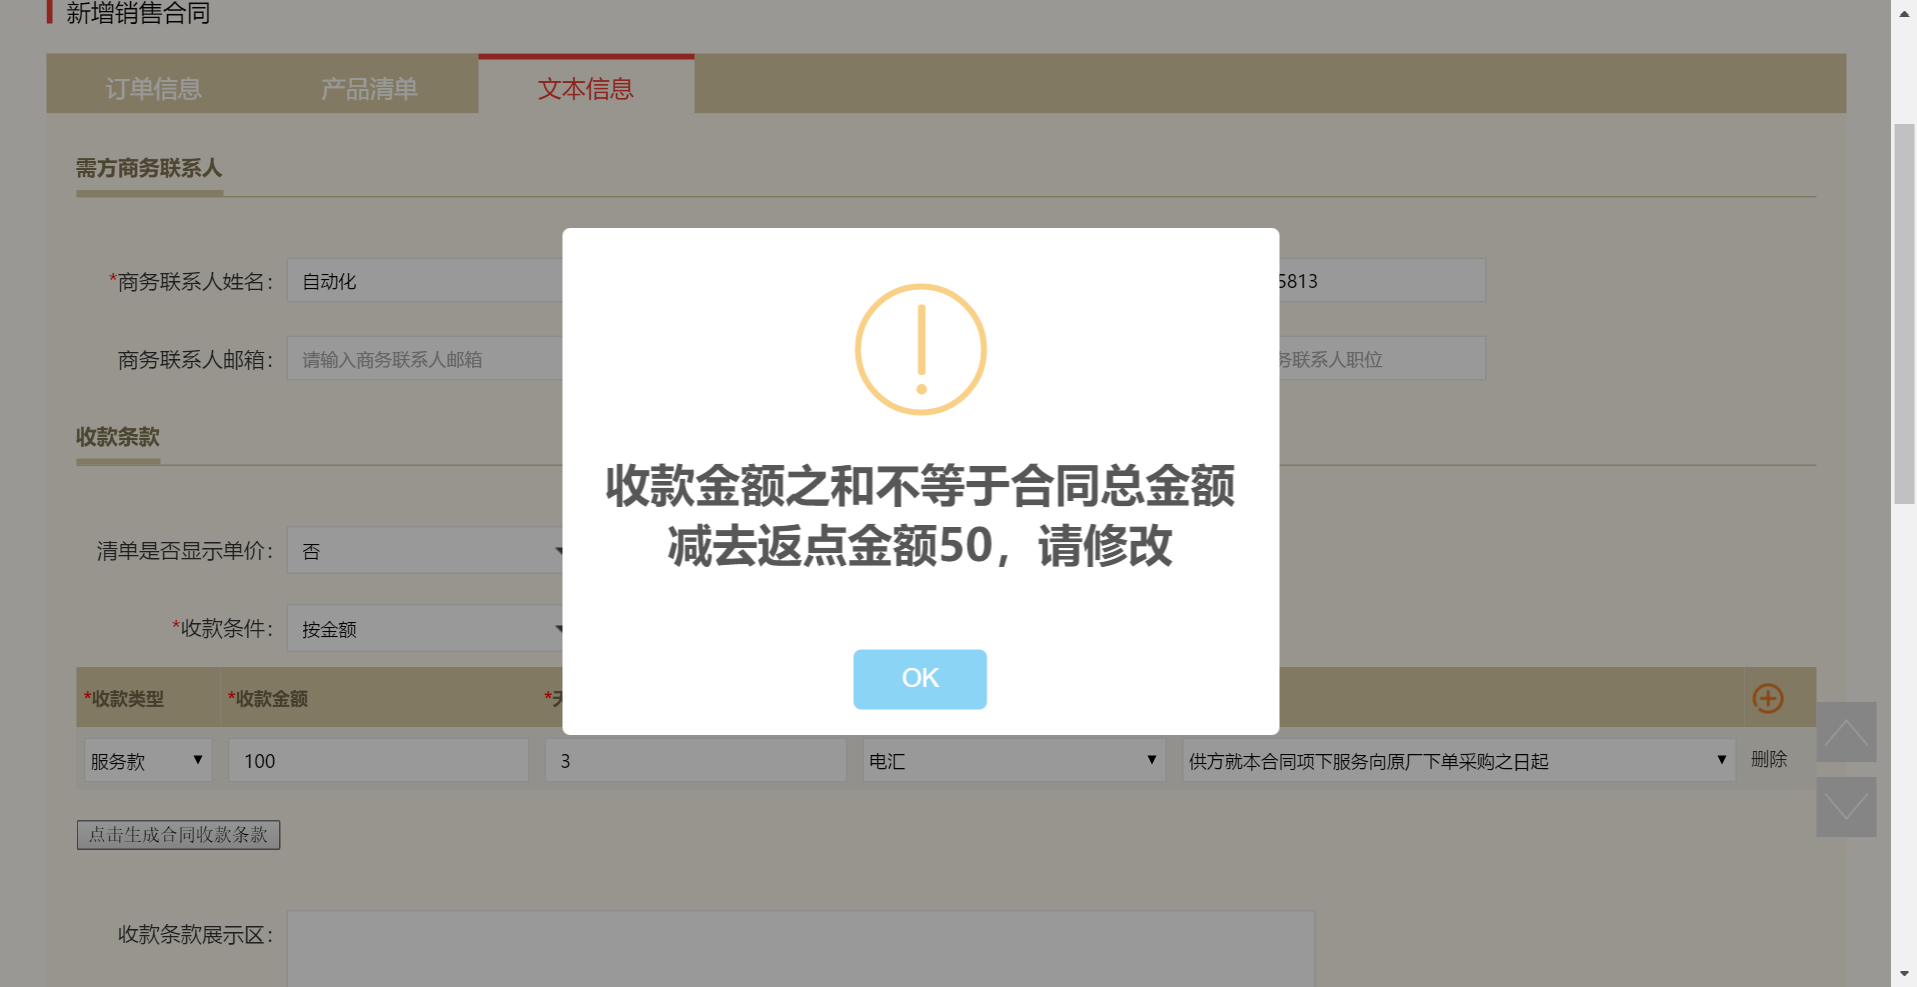 新增销售合同
订单信息 产品清单 文本信息
需方商务联系人
*商务联系人姓名: 自动化 5813
商务联系人邮箱: 请输入商务联系人邮箱 务联系人职位
收款条款
收款金额之和不等于合同总金额
减去返点金额50，请修改
清单是否显示单价: 否
*收款条件: 按金额
OK
*收款类型 *收款金额 *
服务款 100 3 电汇 供方就本合同项下服务向原厂下单采购之日起 删除
点击生成合同收款条款
收款条款展示区: